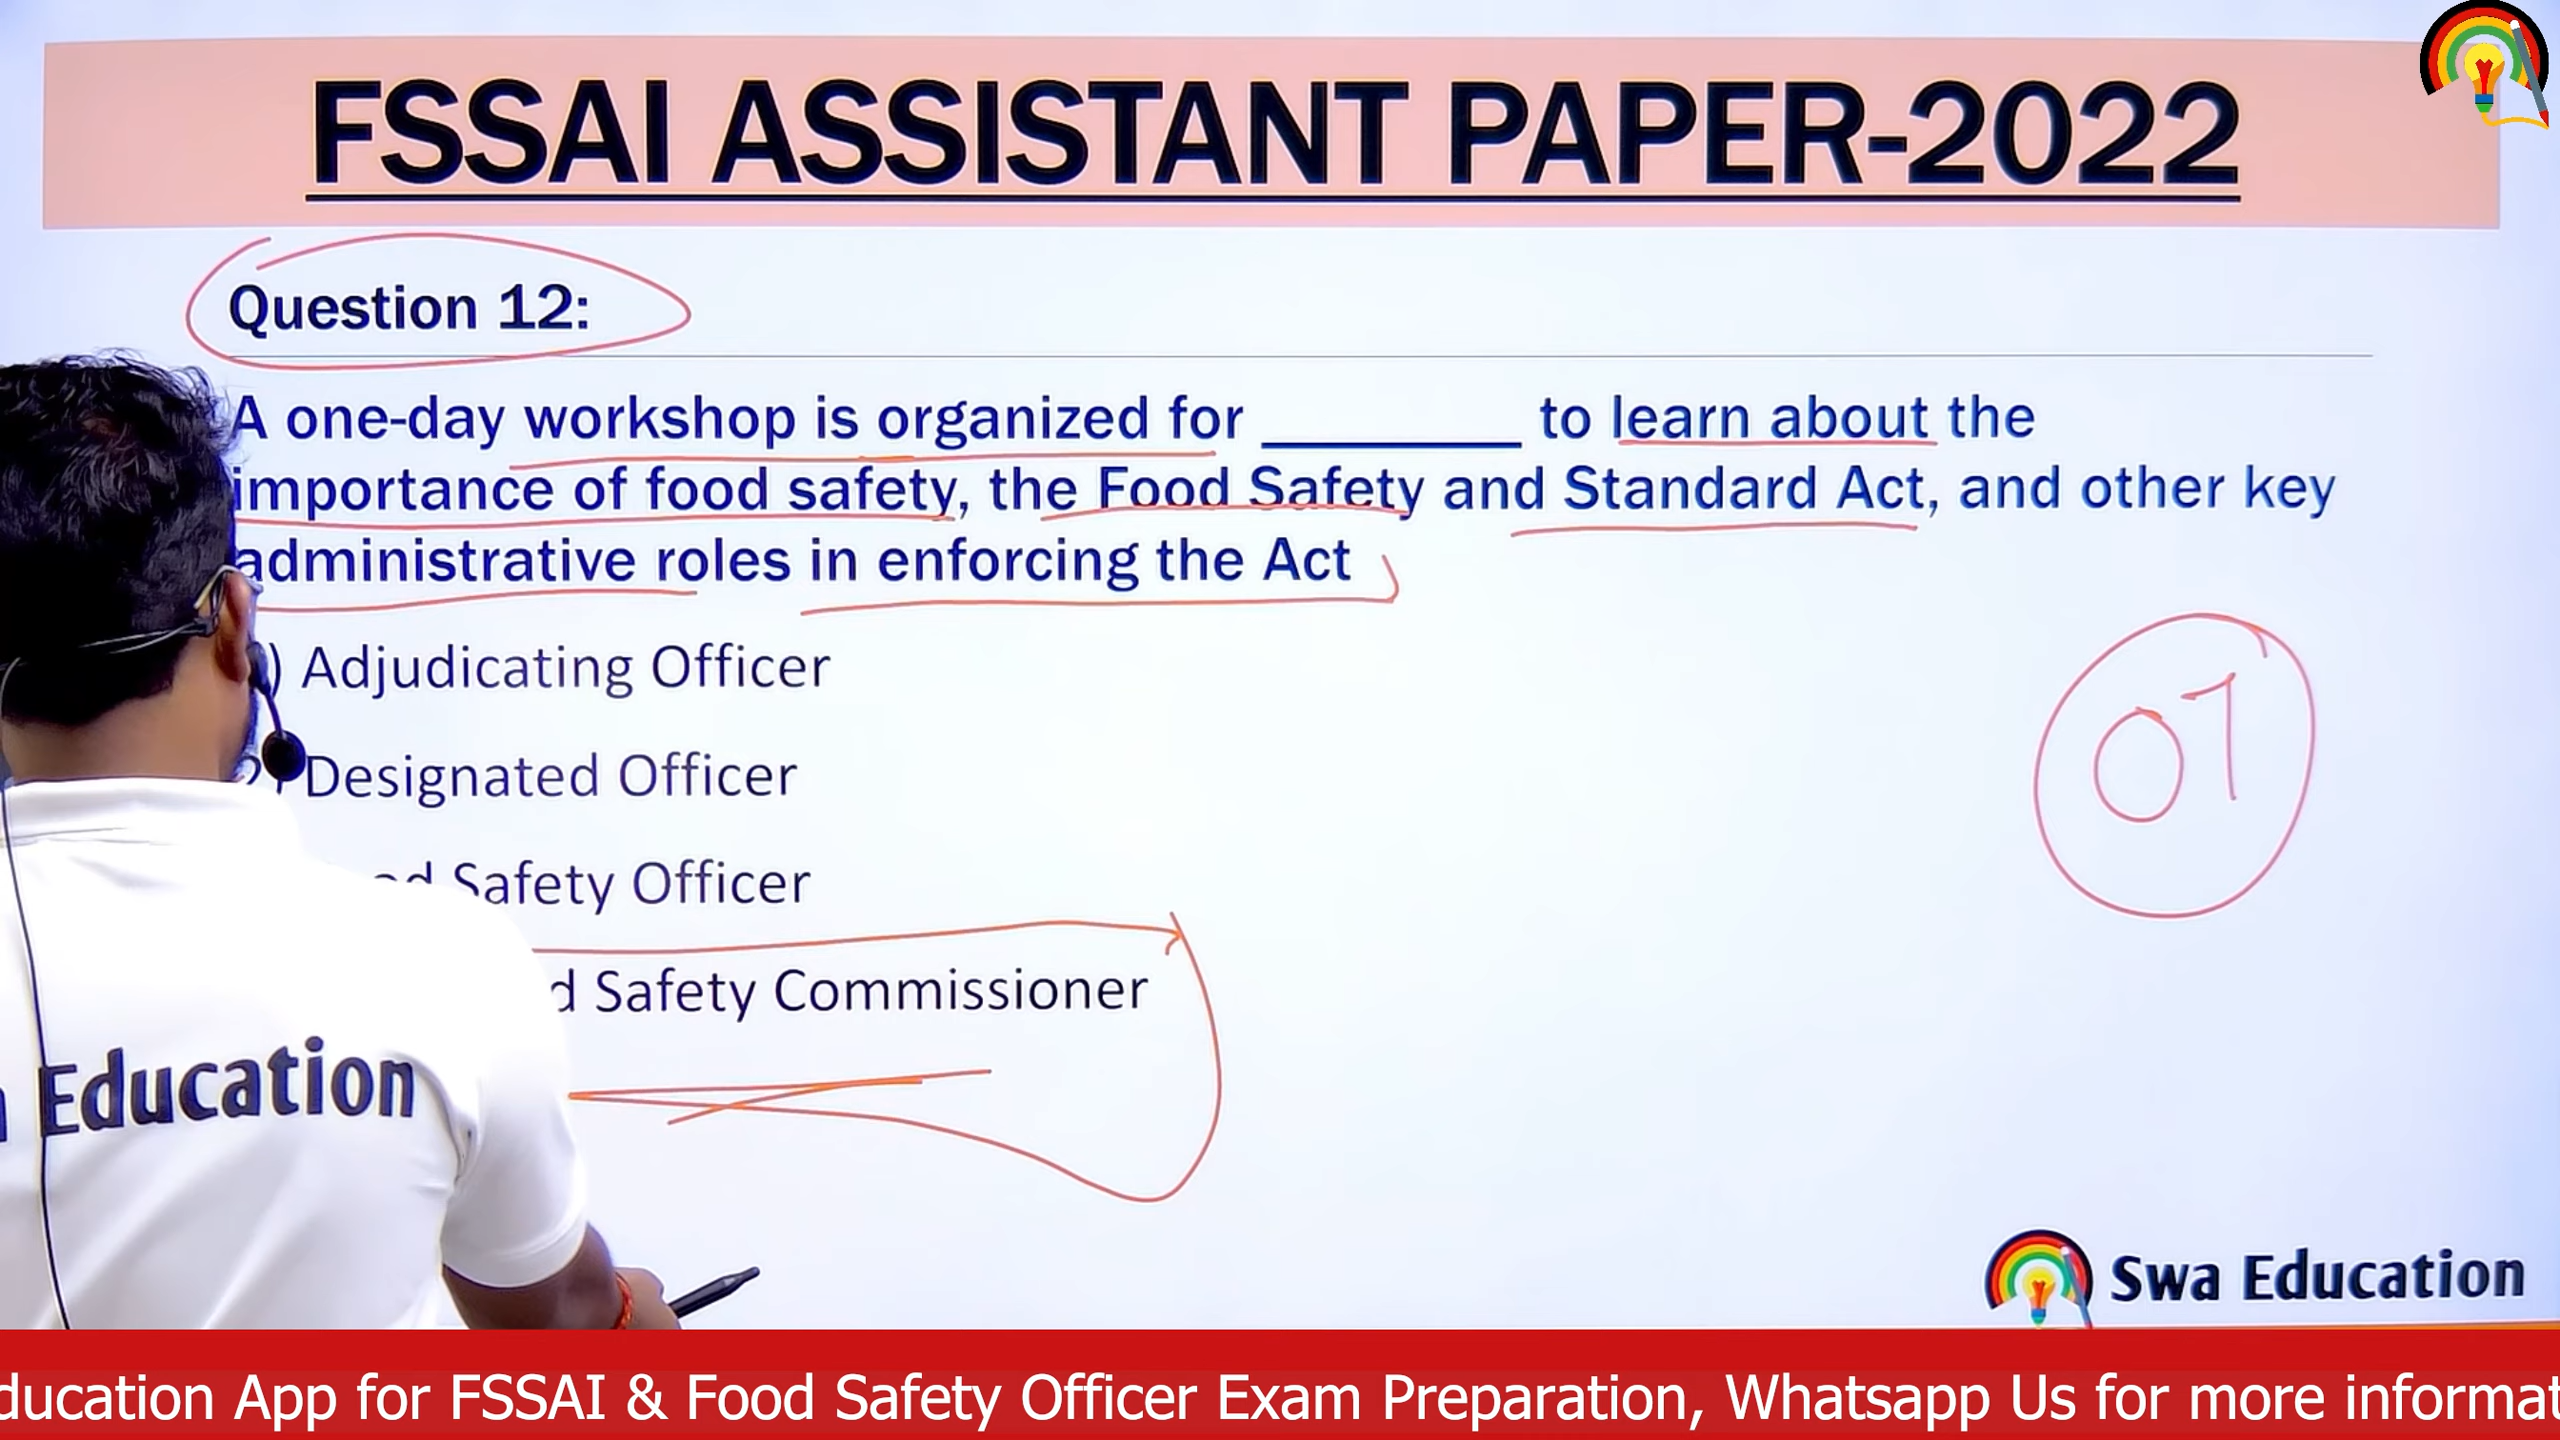 FSSAI ASSISTANT PAPER-2022
Question 12:
A one-day workshop is organized for ________ to learn about the
importance of food safety, the Food Safety and Standard Act, and other key
administrative roles in enforcing the Act
) Adjudicating Officer
2) Designated Officer
Safety Officer
Safety Commissioner
07
Education
Swa Education
ducation App for FSSAI & Food Safety Officer Exam Preparation, Whatsapp Us for more informat